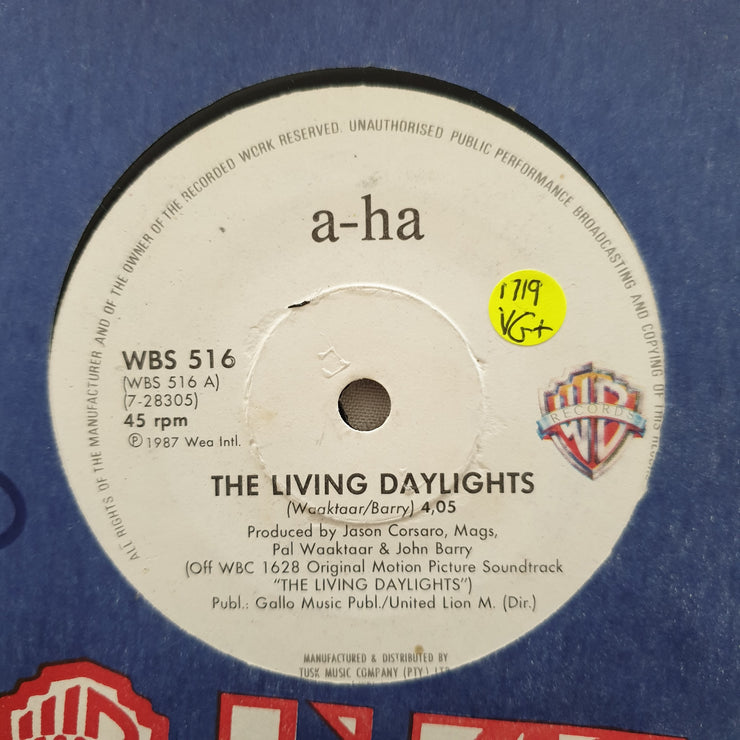 ALL RIGHTS OF THE MANUFACTURER AND OF THE OWNER OF THE RECORDED WORK RESERVED. UNAUTHORISED PUBLIC PERFORMANCE BROADCASTING AND COPYING OF THIS
a-ha
1719
VG+
WBS 516
(WBS 516 A)
(7-28305)
45 rpm
℗ 1987 Wea Intl.
WB
RECORDS
THE LIVING DAYLIGHTS
(Waaktaar/Barry) 4,05
Produced by Jason Corsaro, Mags,
Pal Waaktaar & John Barry
(Off WBC 1628 Original Motion Picture Soundtrack
"THE LIVING DAYLIGHTS")
Publ.: Gallo Music Publ./United Lion M. (Dir.)
MANUFACTURED & DISTRIBUTED BY
TUSK MUSIC COMPANY (PTY) LTD